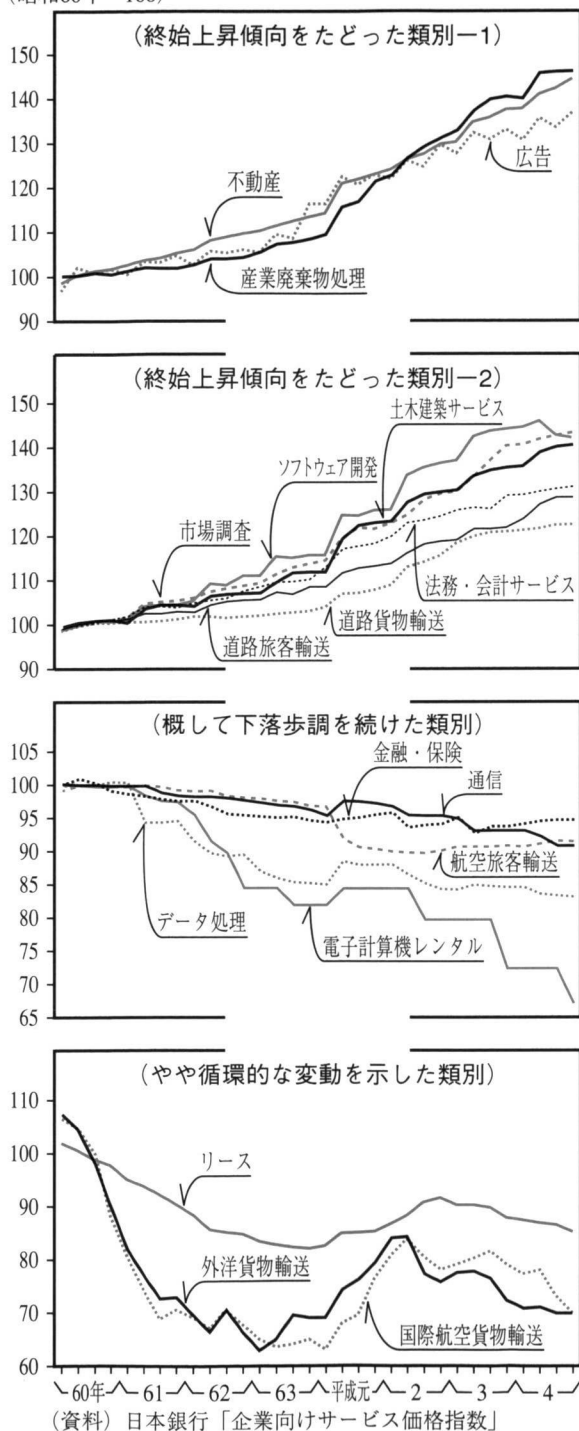 (終始上昇傾向をたどった類別—1)
150
140
130
120
110
100
90
不動産
広告
産業廃棄物処理
(終始上昇傾向をたどった類別—2)
150
140
130
120
110
100
90
土木建築サービス
ソフトウェア開発
市場調査
法務・会計サービス
道路貨物輸送
道路旅客輸送
(概して下落歩調を続けた類別)
105
100
95
90
85
80
75
70
65
金融・保険
通信
航空旅客輸送
データ処理
電子計算機レンタル
(やや循環的な変動を示した類別)
110
100
90
80
70
60
リース
外洋貨物輸送
国際航空貨物輸送
60年 61 62 63 平成元 2 3 4
(資料) 日本銀行「企業向けサービス価格指数」